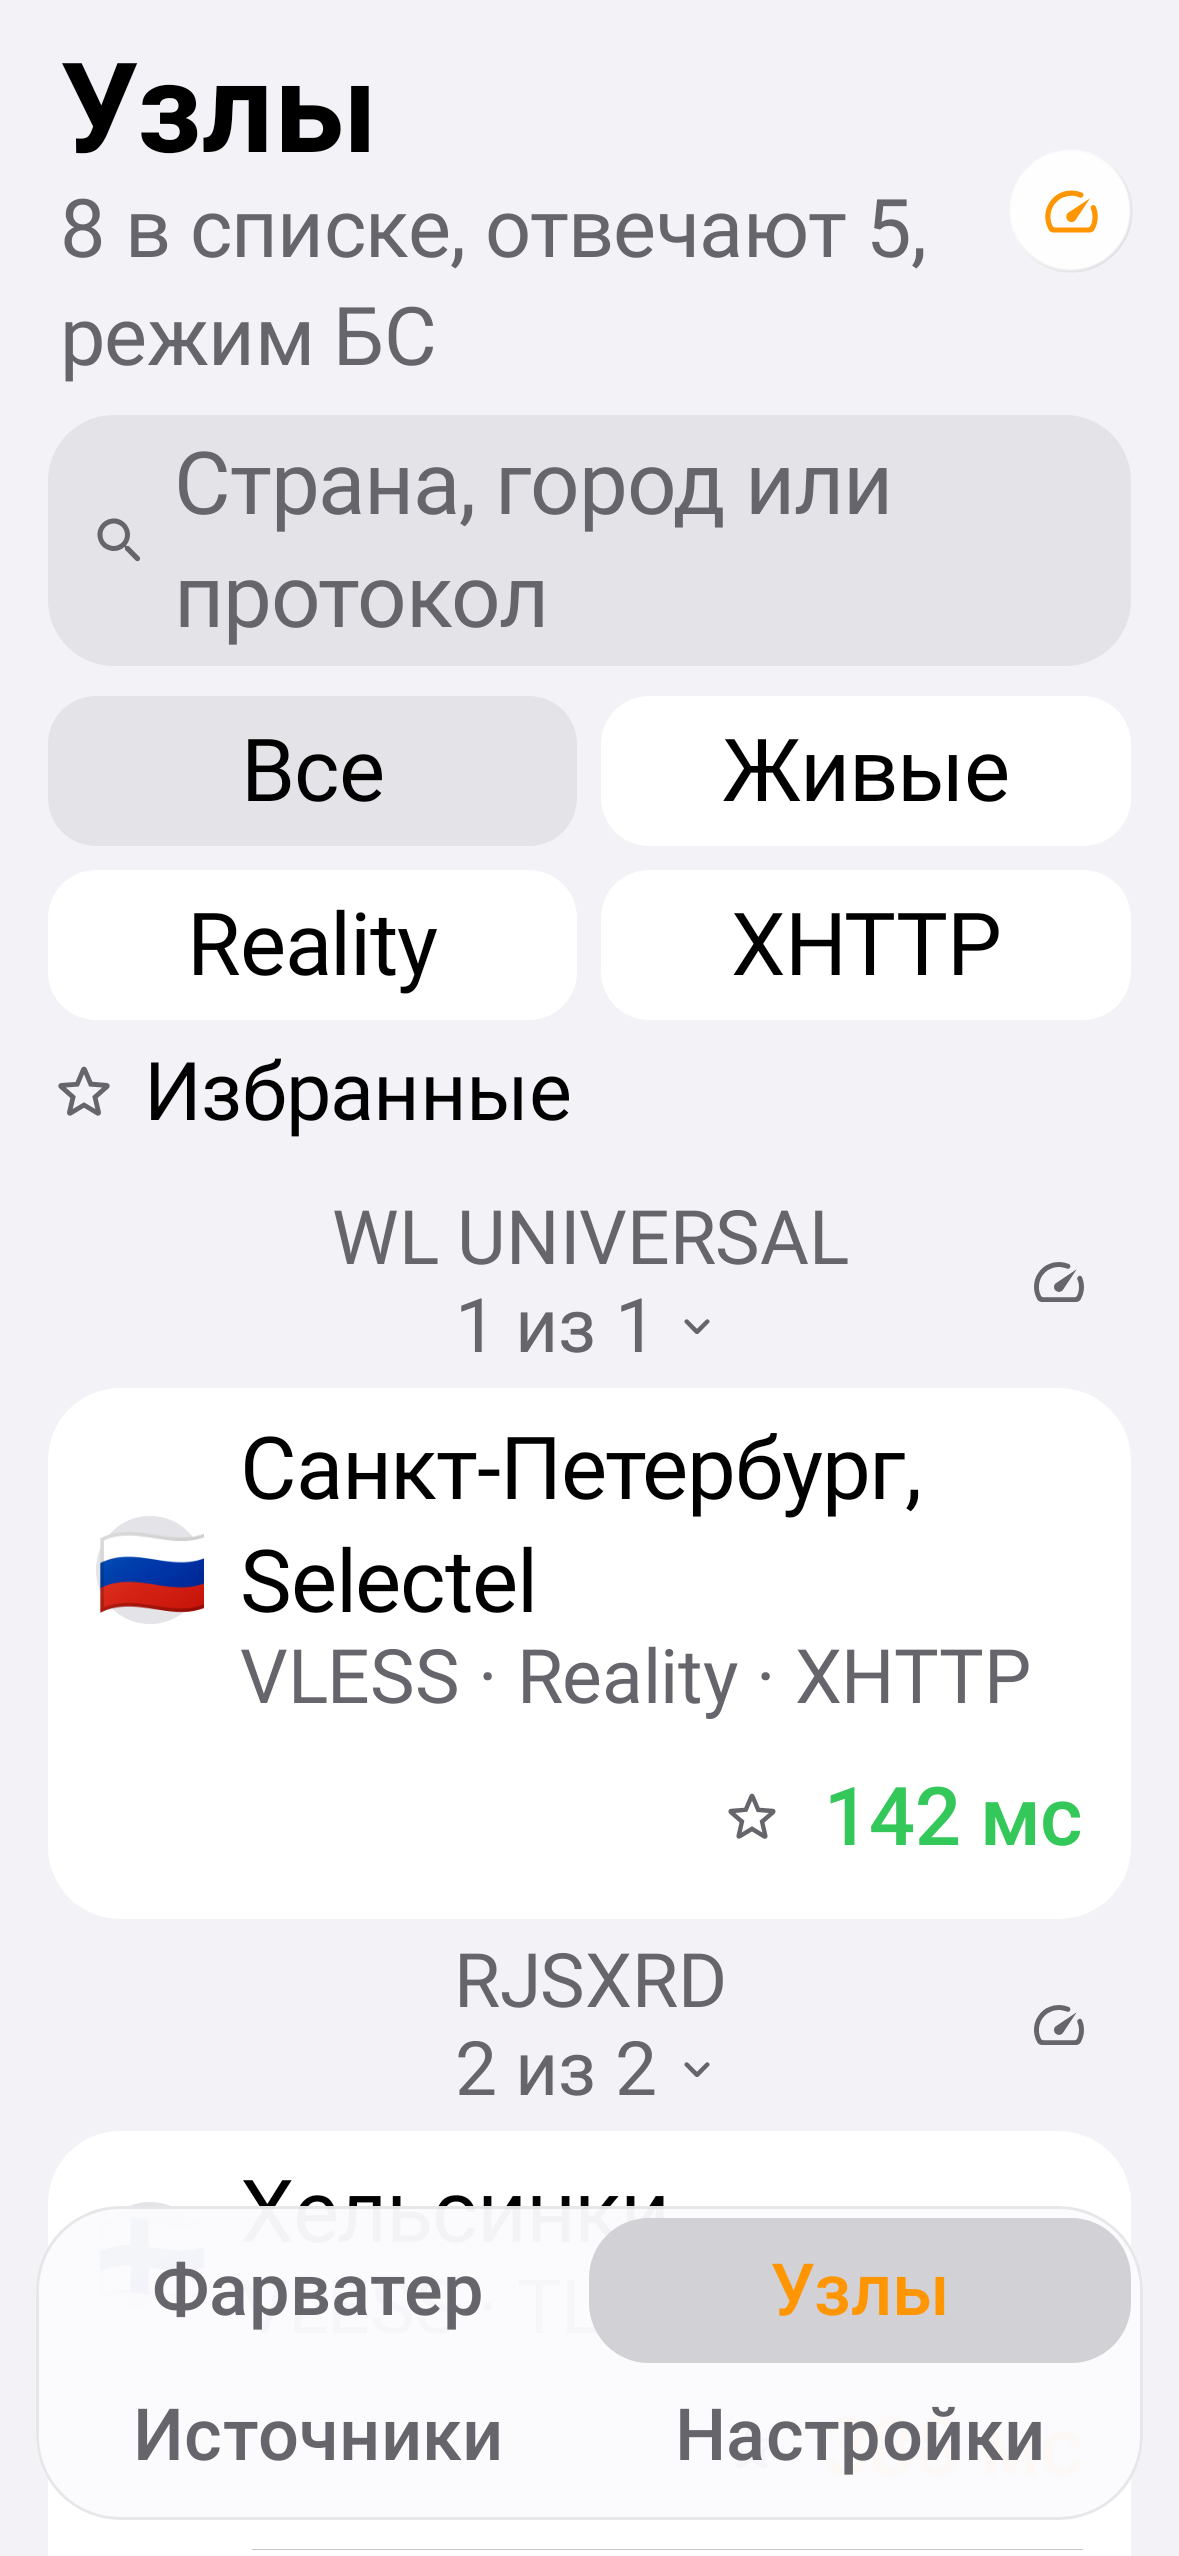 Узлы
8 в списке, отвечают 5,
режим БС
Страна, город или
протокол
Все
Живые
Reality
XHTTP
Избранные
WL UNIVERSAL
1 из 1
Санкт-Петербург,
Selectel
VLESS · Reality · XHTTP
142 мс
RJSXRD
2 из 2
Хельсинки
Фарватер
Узлы
Источники
Настройки